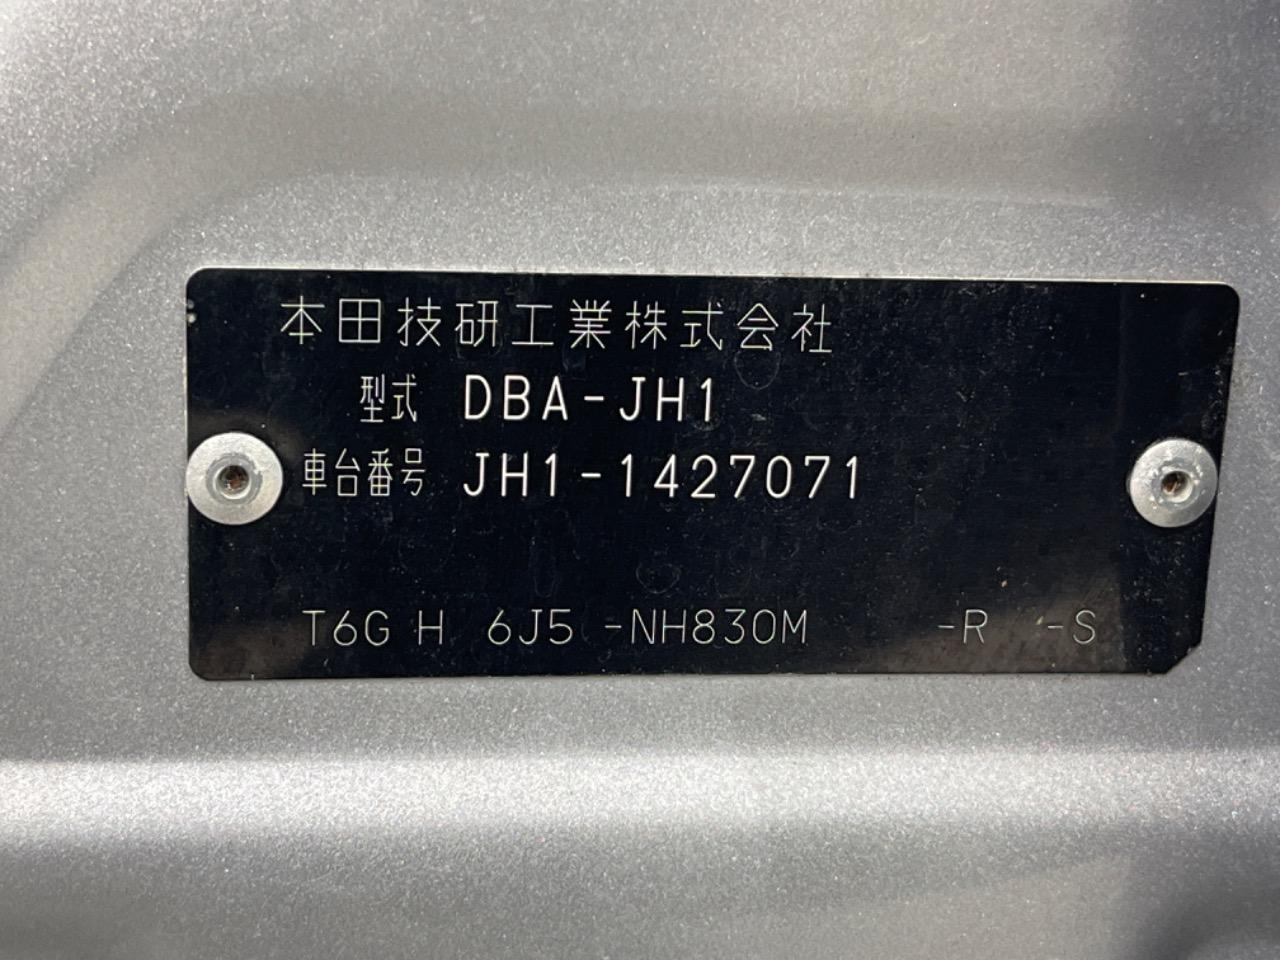 本田技研工業株式会社
型式 DBA-JH1
車台番号 JH1-1427071
T6G H 6J5 -NH830M -R -S